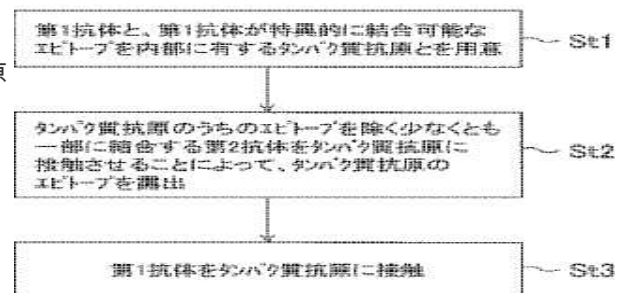 第1抗体と、第1抗体が特異的に結合可能な
エピトープを内部に有するタンパク質抗原とを用意
St1
原
タンパク質抗原のうちのエピトープを除く少なくとも
一部に結合する第2抗体をタンパク質抗原に
接触させることによって、タンパク質抗原の
エピトープを露出
St2
第1抗体をタンパク質抗原に接触
St3